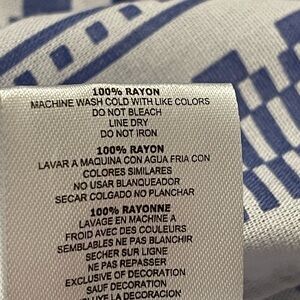 100% RAYON
MACHINE WASH COLD WITH LIKE COLORS
DO NOT BLEACH
LINE DRY
DO NOT IRON
100% RAYON
LAVAR A MAQUINA CON AGUA FRIA CON
COLORES SIMILARES
NO USAR BLANQUEADOR
SECAR COLGADO NO PLANCHAR
100% RAYONNE
LAVAGE EN MACHINE A
FROID AVEC DES COULEURS
SEMBLABLES NE PAS BLANCHIR
SECHER SUR LIGNE
NE PAS REPASSER
EXCLUSIVE OF DECORATION
SAUF DECORATION
LA DECORACION